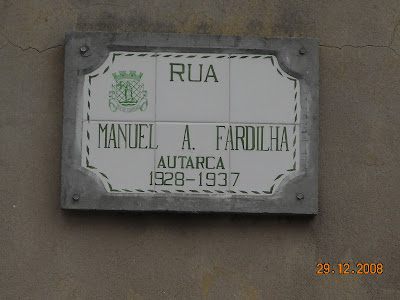 RUA
MANUEL A. FARDILHA
AUTARCA
1928-1937
29.12.2008